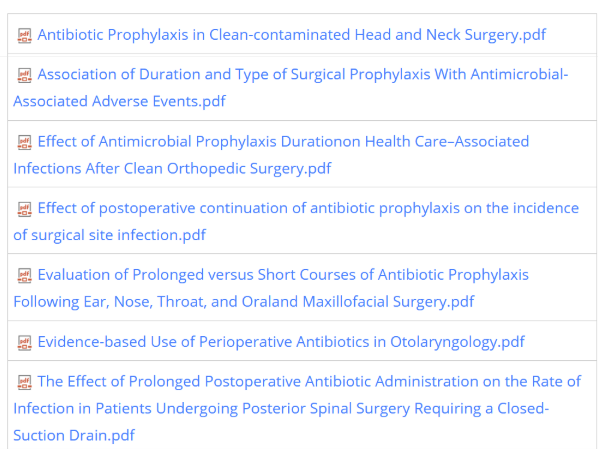 Antibiotic Prophylaxis in Clean-contaminated Head and Neck Surgery.pdf
Association of Duration and Type of Surgical Prophylaxis With Antimicrobial-
Associated Adverse Events.pdf
Effect of Antimicrobial Prophylaxis Durationon Health Care–Associated
Infections After Clean Orthopedic Surgery.pdf
Effect of postoperative continuation of antibiotic prophylaxis on the incidence
of surgical site infection.pdf
Evaluation of Prolonged versus Short Courses of Antibiotic Prophylaxis
Following Ear, Nose, Throat, and Oraland Maxillofacial Surgery.pdf
Evidence-based Use of Perioperative Antibiotics in Otolaryngology.pdf
The Effect of Prolonged Postoperative Antibiotic Administration on the Rate of
Infection in Patients Undergoing Posterior Spinal Surgery Requiring a Closed-
Suction Drain.pdf